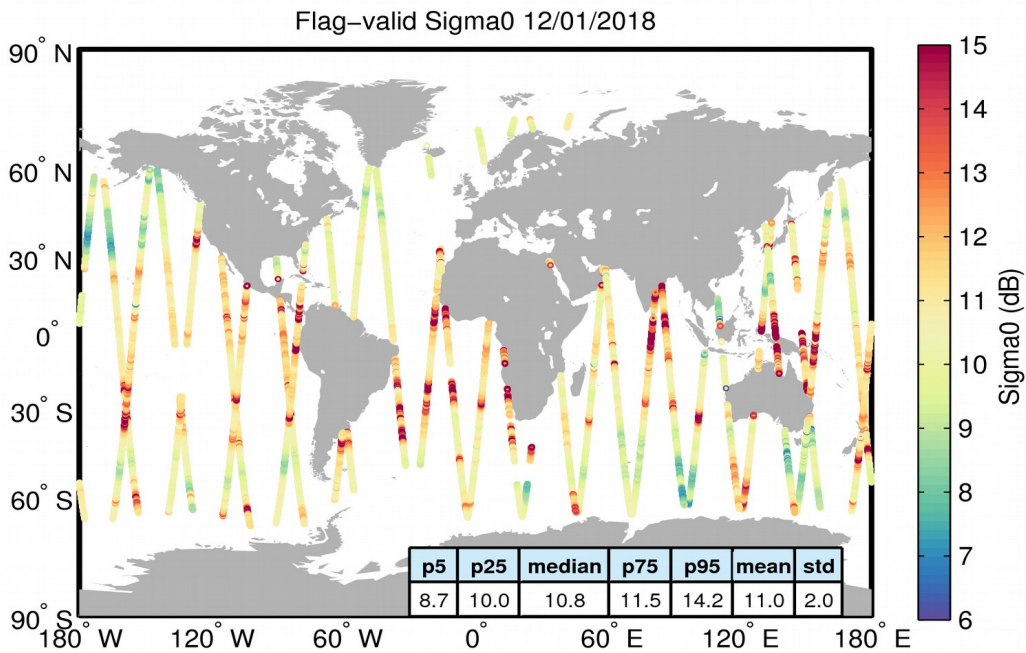 Flag-valid Sigma0 12/01/2018
90° N
60° N
30° N
0°
30° S
60° S
90° S
180° W
120° W
60° W
0°
60° E
120° E
180° E
p5 p25 median p75 p95 mean std
8.7 10.0 10.8 11.5 14.2 11.0 2.0
15
14
13
12
11
10
9
8
7
6
Sigma0 (dB)